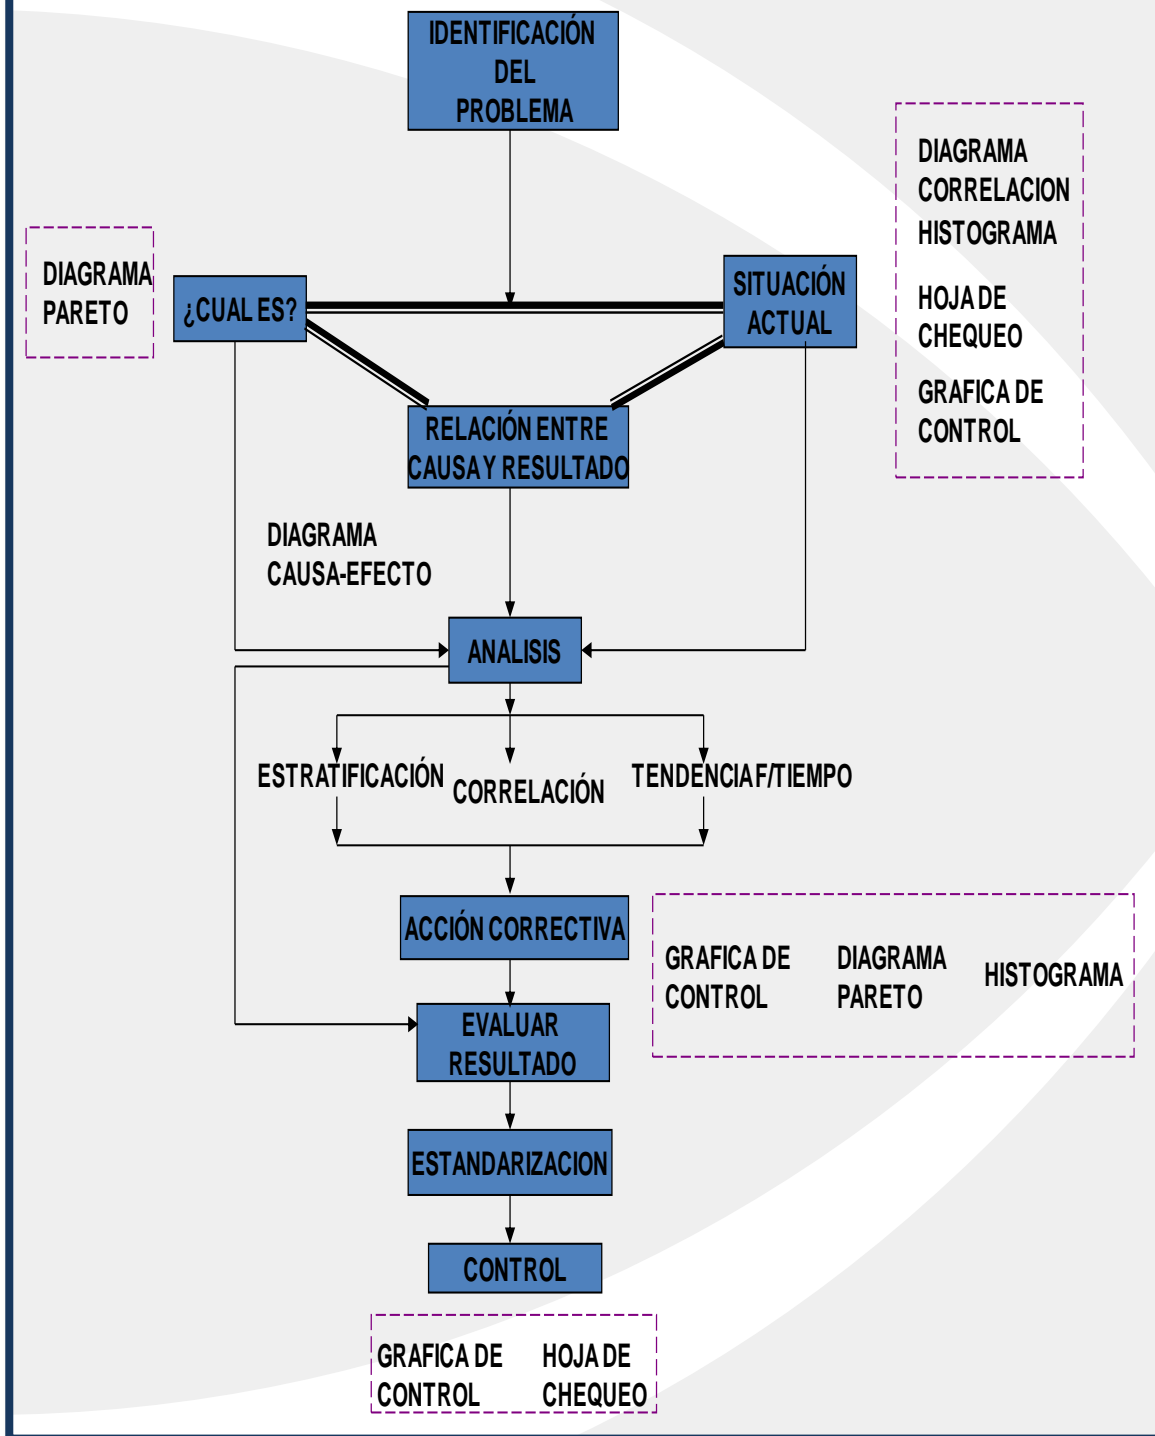 IDENTIFICACIÓN
DEL
PROBLEMA
DIAGRAMA
CORRELACION
HISTOGRAMA
HOJA DE
CHEQUEO
GRAFICA DE
CONTROL
DIAGRAMA
PARETO
¿CUAL ES?
SITUACIÓN
ACTUAL
RELACIÓN ENTRE
CAUSA Y RESULTADO
DIAGRAMA
CAUSA-EFECTO
ANALISIS
ESTRATIFICACIÓN
CORRELACIÓN
TENDENCIA F/TIEMPO
ACCIÓN CORRECTIVA
GRAFICA DE
CONTROL
DIAGRAMA
PARETO
HISTOGRAMA
EVALUAR
RESULTADO
ESTANDARIZACION
CONTROL
GRAFICA DE
CONTROL
HOJA DE
CHEQUEO